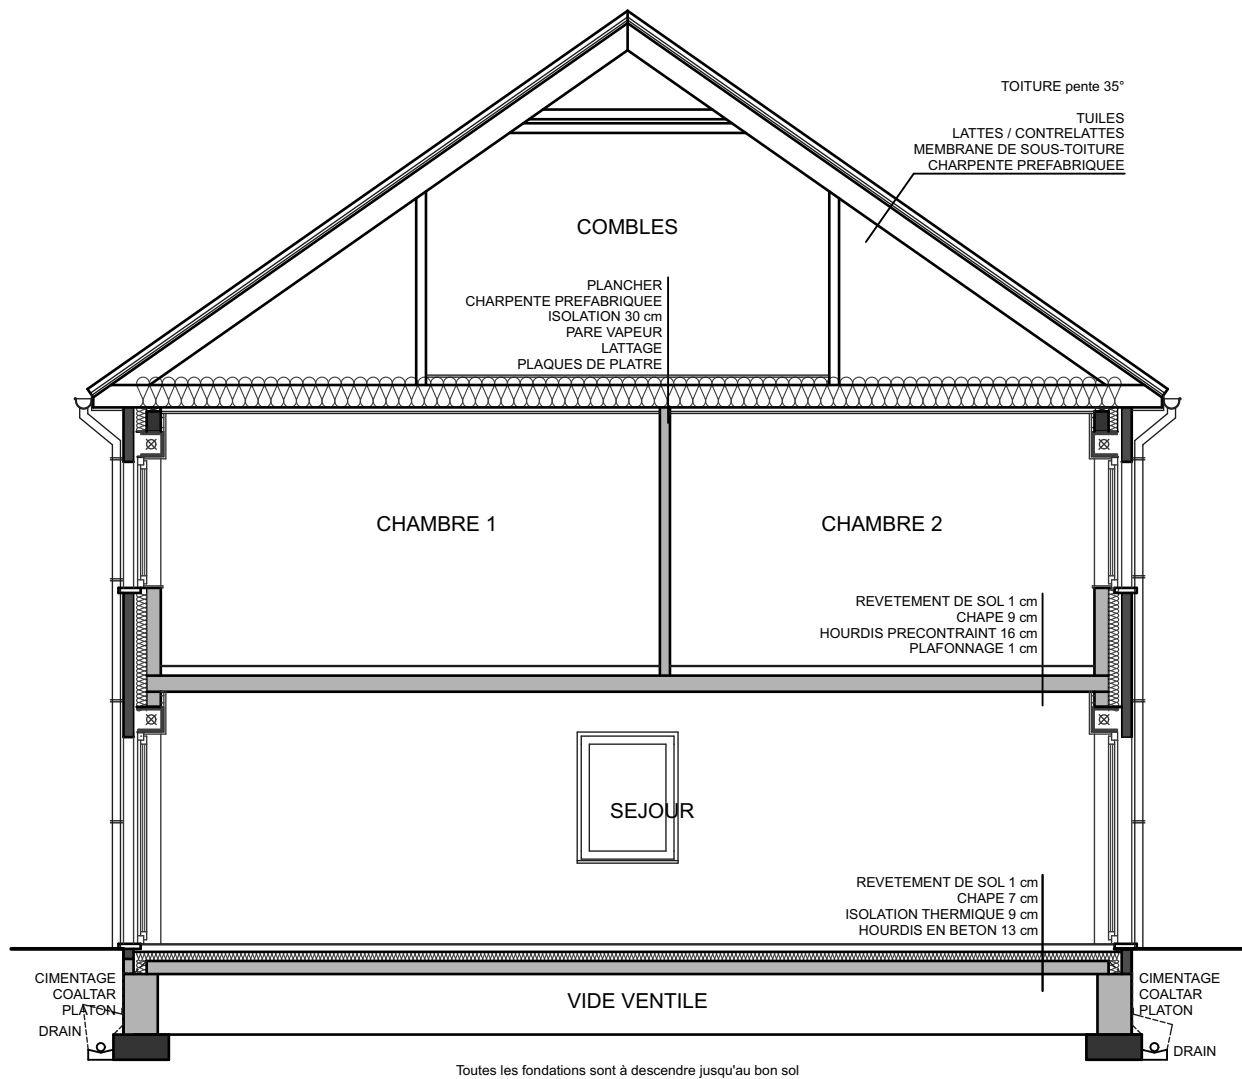 TOITURE pente 35°
TUILES
LATTES / CONTRELATTES
MEMBRANE DE SOUS-TOITURE
CHARPENTE PREFABRIQUEE
COMBLES
PLANCHER
CHARPENTE PREFABRIQUEE
ISOLATION 30 cm
PARE VAPEUR
LATTAGE
PLAQUES DE PLATRE
CHAMBRE 1
CHAMBRE 2
REVETEMENT DE SOL 1 cm
CHAPE 9 cm
HOURDIS PRECONTRAINT 16 cm
PLAFONNAGE 1 cm
SEJOUR
REVETEMENT DE SOL 1 cm
CHAPE 7 cm
ISOLATION THERMIQUE 9 cm
HOURDIS EN BETON 13 cm
CIMENTAGE
COALTAR
PLATON
DRAIN
VIDE VENTILE
CIMENTAGE
COALTAR
PLATON
DRAIN
Toutes les fondations sont à descendre jusqu'au bon sol